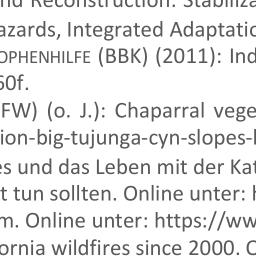 nd Reconstruction. Stabiliza
azards, Integrated Adaptatio
OPHENHILFE (BBK) (2011): Ind
60f.
FW) (o. J.): Chaparral vege
ion-big-tujunga-cyn-slopes-
es und das Leben mit der Kat
t tun sollten. Online unter: h
m. Online unter: https://ww
ornia wildfires since 2000. O